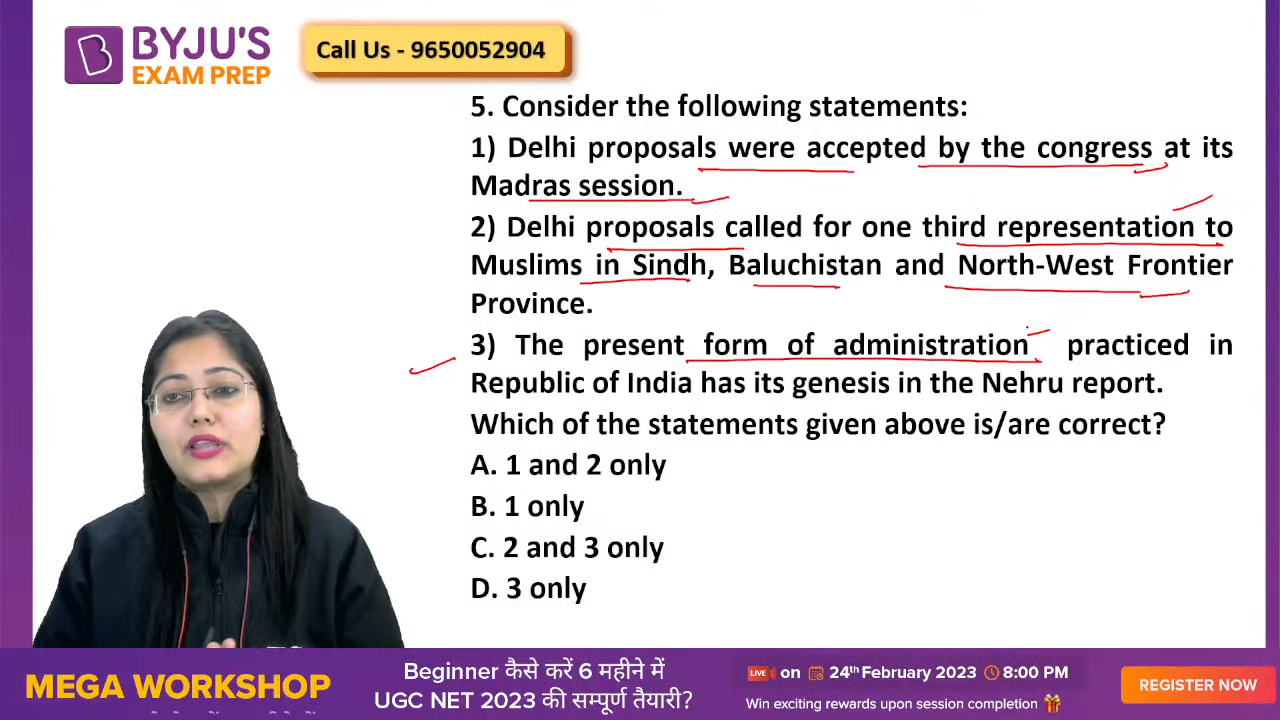 BYJU'S
EXAM PREP
Call Us - 9650052904
5. Consider the following statements:
1) Delhi proposals were accepted by the congress at its
Madras session.
2) Delhi proposals called for one third representation to
Muslims in Sindh, Baluchistan and North-West Frontier
Province.
3) The present form of administration practiced in
Republic of India has its genesis in the Nehru report.
Which of the statements given above is/are correct?
A. 1 and 2 only
B. 1 only
C. 2 and 3 only
D. 3 only
MEGA WORKSHOP
Beginner कैसे करें 6 महीने में
UGC NET 2023 की सम्पूर्ण तैयारी?
LIVE on 24th February 2023 8:00 PM
Win exciting rewards upon session completion
REGISTER NOW